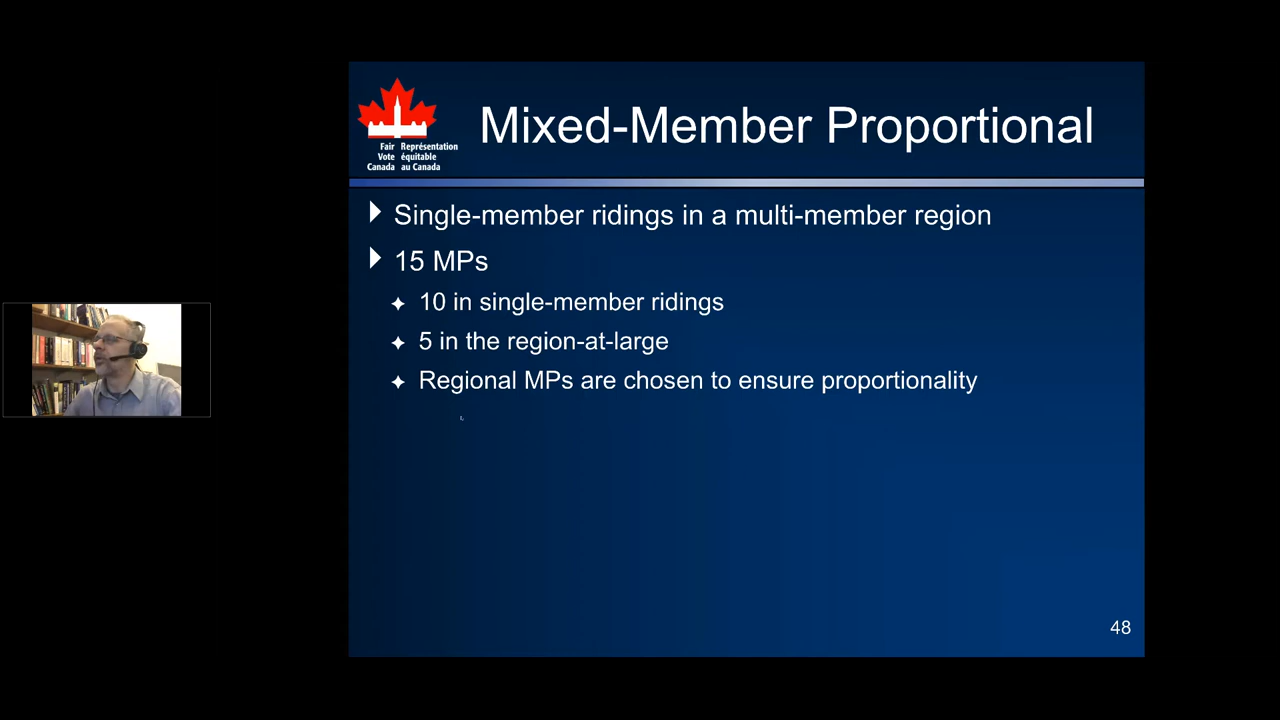 Mixed-Member Proportional
Fair Représentation
Vote équitable
Canada au Canada
Single-member ridings in a multi-member region
15 MPs
10 in single-member ridings
5 in the region-at-large
Regional MPs are chosen to ensure proportionality
48